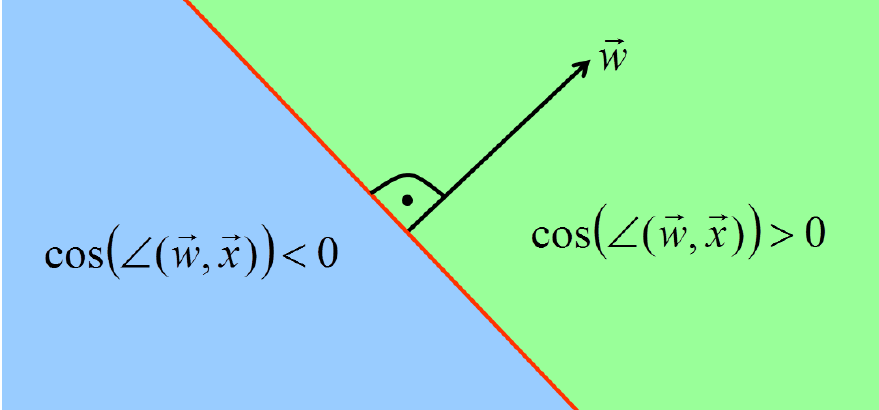 w⃗
cos(∠(w⃗, x⃗)) > 0
cos(∠(w⃗, x⃗)) < 0